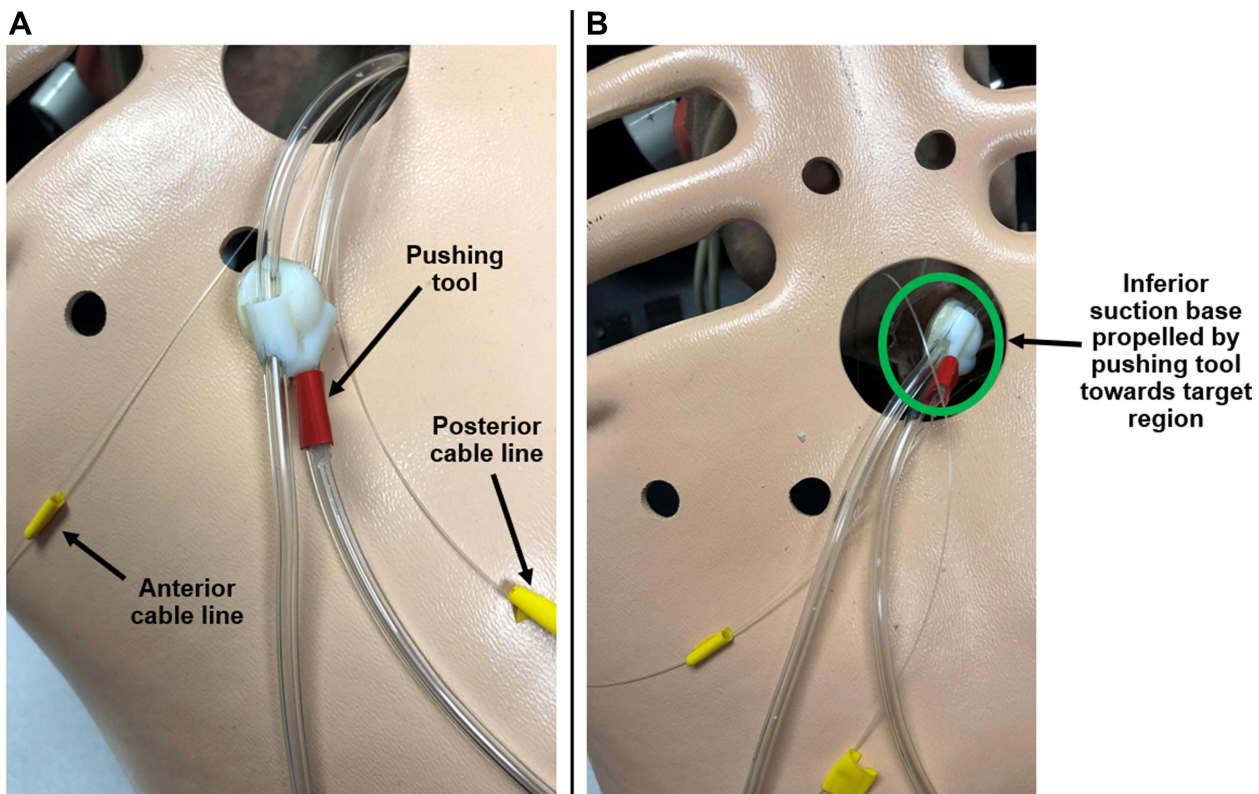 A
B
Pushing
tool
Posterior
cable line
Anterior
cable line
Inferior
suction base
propelled by
pushing tool
towards target
region